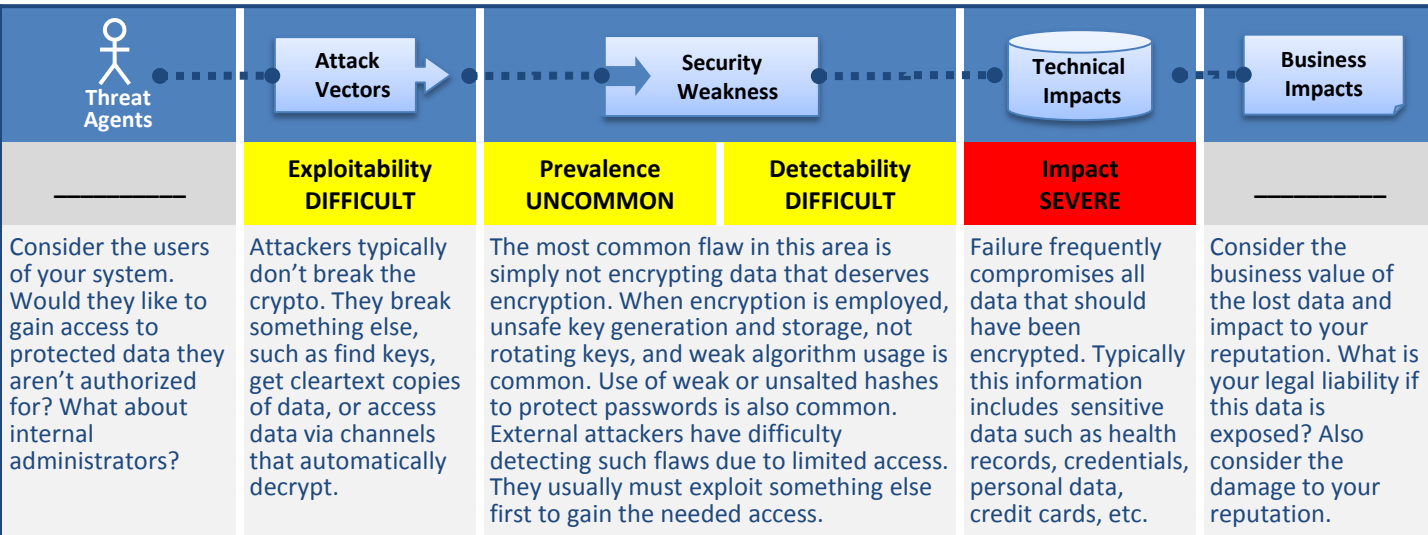 Threat
Agents
Attack
Vectors
Security
Weakness
Technical
Impacts
Business
Impacts
__________
Exploitability
DIFFICULT
Prevalence
UNCOMMON
Detectability
DIFFICULT
Impact
SEVERE
__________
Consider the users
of your system.
Would they like to
gain access to
protected data they
aren’t authorized
for? What about
internal
administrators?
Attackers typically
don’t break the
crypto. They break
something else,
such as find keys,
get cleartext copies
of data, or access
data via channels
that automatically
decrypt.
The most common flaw in this area is
simply not encrypting data that deserves
encryption. When encryption is employed,
unsafe key generation and storage, not
rotating keys, and weak algorithm usage is
common. Use of weak or unsalted hashes
to protect passwords is also common.
External attackers have difficulty
detecting such flaws due to limited access.
They usually must exploit something else
first to gain the needed access.
Failure frequently
compromises all
data that should
have been
encrypted. Typically
this information
includes sensitive
data such as health
records, credentials,
personal data,
credit cards, etc.
Consider the
business value of
the lost data and
impact to your
reputation. What is
your legal liability if
this data is
exposed? Also
consider the
damage to your
reputation.